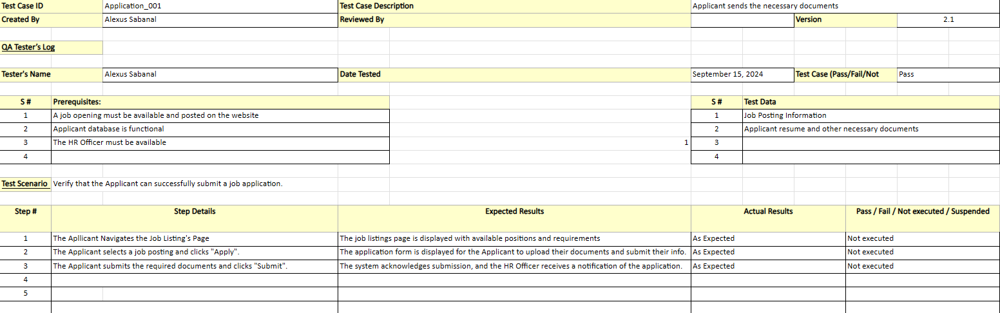 Test Case ID Application_001 Test Case Description Applicant sends the necessary documents
Created By Alexus Sabanal Reviewed By Version 2.1
QA Tester's Log
Tester's Name Alexus Sabanal Date Tested September 15, 2024 Test Case (Pass/Fail/Not Pass
S # Prerequisites: S # Test Data
1 A job opening must be available and posted on the website 1 Job Posting Information
2 Applicant database is functional 2 Applicant resume and other necessary documents
3 The HR Officer must be available 1 3
4 4
Test Scenario Verify that the Applicant can successfully submit a job application.
Step # Step Details Expected Results Actual Results Pass / Fail / Not executed / Suspended
1 The Apllicant Navigates the Job Listing's Page The job listings page is displayed with available positions and requirements As Expected Not executed
2 The Applicant selects a job posting and clicks "Apply". The application form is displayed for the Applicant to upload their documents and submit their info. As Expected Not executed
3 The Applicant submits the required documents and clicks "Submit". The system acknowledges submission, and the HR Officer receives a notification of the application. As Expected Not executed
4
5